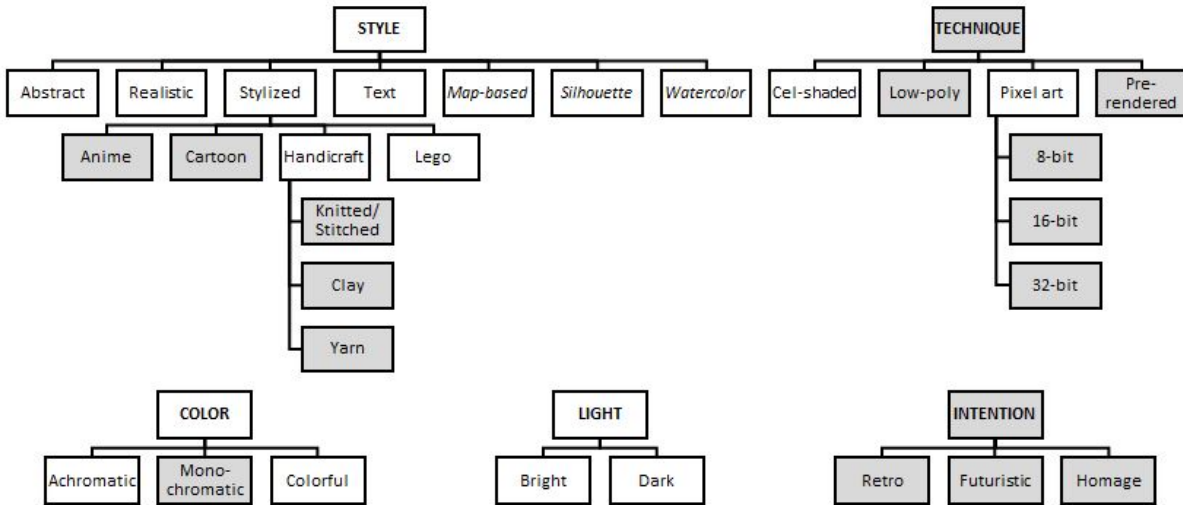 STYLE
TECHNIQUE
Abstract
Realistic
Stylized
Text
Map-based
Silhouette
Watercolor
Cel-shaded
Low-poly
Pixel art
Pre-
rendered
Anime
Cartoon
Handicraft
Lego
8-bit
Knitted/
Stitched
16-bit
Clay
32-bit
Yarn
COLOR
LIGHT
INTENTION
Achromatic
Mono-
chromatic
Colorful
Bright
Dark
Retro
Futuristic
Homage